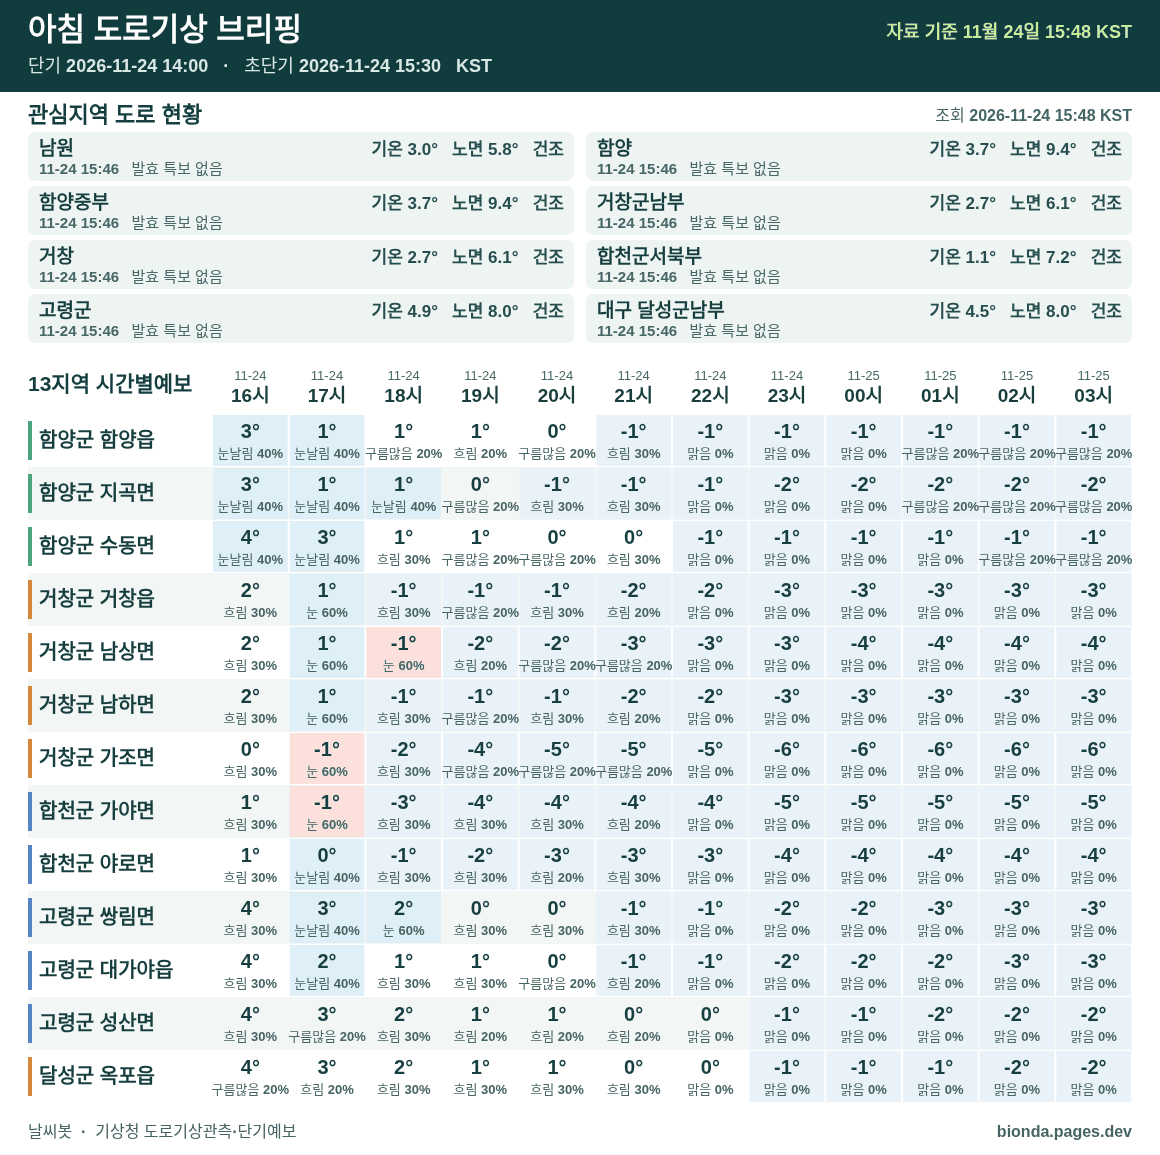 아침 도로기상 브리핑
자료 기준 11월 24일 15:48 KST
단기 2026-11-24 14:00 · 초단기 2026-11-24 15:30 KST
관심지역 도로 현황
조회 2026-11-24 15:48 KST
남원 기온 3.0° 노면 5.8° 건조
11-24 15:46 발효 특보 없음
함양 기온 3.7° 노면 9.4° 건조
11-24 15:46 발효 특보 없음
함양중부 기온 3.7° 노면 9.4° 건조
11-24 15:46 발효 특보 없음
거창군남부 기온 2.7° 노면 6.1° 건조
11-24 15:46 발효 특보 없음
거창 기온 2.7° 노면 6.1° 건조
11-24 15:46 발효 특보 없음
합천군서북부 기온 1.1° 노면 7.2° 건조
11-24 15:46 발효 특보 없음
고령군 기온 4.9° 노면 8.0° 건조
11-24 15:46 발효 특보 없음
대구 달성군남부 기온 4.5° 노면 8.0° 건조
11-24 15:46 발효 특보 없음
13지역 시간별예보
11-24 11-24 11-24 11-24 11-24 11-24 11-24 11-24 11-25 11-25 11-25 11-25
16시 17시 18시 19시 20시 21시 22시 23시 00시 01시 02시 03시
함양군 함양읍
3° 1° 1° 1° 0° -1° -1° -1° -1° -1° -1° -1°
눈날림 40% 눈날림 40% 구름많음 20% 흐림 20% 구름많음 20% 흐림 30% 맑음 0% 맑음 0% 맑음 0% 구름많음 20% 구름많음 20% 구름많음 20%
함양군 지곡면
3° 1° 1° 0° -1° -1° -1° -2° -2° -2° -2° -2°
눈날림 40% 눈날림 40% 눈날림 40% 구름많음 20% 흐림 30% 흐림 30% 맑음 0% 맑음 0% 맑음 0% 구름많음 20% 구름많음 20% 구름많음 20%
함양군 수동면
4° 3° 1° 1° 0° 0° -1° -1° -1° -1° -1° -1°
눈날림 40% 눈날림 40% 흐림 30% 구름많음 20% 구름많음 20% 흐림 30% 맑음 0% 맑음 0% 맑음 0% 맑음 0% 구름많음 20% 구름많음 20%
거창군 거창읍
2° 1° -1° -1° -1° -2° -2° -3° -3° -3° -3° -3°
흐림 30% 눈 60% 흐림 30% 구름많음 20% 흐림 30% 흐림 20% 맑음 0% 맑음 0% 맑음 0% 맑음 0% 맑음 0% 맑음 0%
거창군 남상면
2° 1° -1° -2° -2° -3° -3° -3° -4° -4° -4° -4°
흐림 30% 눈 60% 눈 60% 흐림 20% 구름많음 20% 구름많음 20% 맑음 0% 맑음 0% 맑음 0% 맑음 0% 맑음 0% 맑음 0%
거창군 남하면
2° 1° -1° -1° -1° -2° -2° -3° -3° -3° -3° -3°
흐림 30% 눈 60% 흐림 30% 구름많음 20% 흐림 30% 흐림 20% 맑음 0% 맑음 0% 맑음 0% 맑음 0% 맑음 0% 맑음 0%
거창군 가조면
0° -1° -2° -4° -5° -5° -5° -6° -6° -6° -6° -6°
흐림 30% 눈 60% 흐림 30% 구름많음 20% 구름많음 20% 구름많음 20% 맑음 0% 맑음 0% 맑음 0% 맑음 0% 맑음 0% 맑음 0%
합천군 가야면
1° -1° -3° -4° -4° -4° -4° -5° -5° -5° -5° -5°
흐림 30% 눈 60% 흐림 30% 흐림 30% 흐림 30% 흐림 20% 맑음 0% 맑음 0% 맑음 0% 맑음 0% 맑음 0% 맑음 0%
합천군 야로면
1° 0° -1° -2° -3° -3° -3° -4° -4° -4° -4° -4°
흐림 30% 눈날림 40% 흐림 30% 흐림 30% 흐림 20% 흐림 30% 맑음 0% 맑음 0% 맑음 0% 맑음 0% 맑음 0% 맑음 0%
고령군 쌍림면
4° 3° 2° 0° 0° -1° -1° -2° -2° -3° -3° -3°
흐림 30% 눈날림 40% 눈 60% 흐림 30% 흐림 30% 흐림 30% 맑음 0% 맑음 0% 맑음 0% 맑음 0% 맑음 0% 맑음 0%
고령군 대가야읍
4° 2° 1° 1° 0° -1° -1° -2° -2° -2° -3° -3°
흐림 30% 눈날림 40% 흐림 30% 흐림 30% 구름많음 20% 흐림 20% 맑음 0% 맑음 0% 맑음 0% 맑음 0% 맑음 0% 맑음 0%
고령군 성산면
4° 3° 2° 1° 1° 0° 0° -1° -1° -2° -2° -2°
흐림 30% 구름많음 20% 흐림 30% 흐림 20% 흐림 20% 흐림 20% 맑음 0% 맑음 0% 맑음 0% 맑음 0% 맑음 0% 맑음 0%
달성군 옥포읍
4° 3° 2° 1° 1° 0° 0° -1° -1° -1° -2° -2°
구름많음 20% 흐림 20% 흐림 30% 흐림 30% 흐림 30% 흐림 30% 맑음 0% 맑음 0% 맑음 0% 맑음 0% 맑음 0% 맑음 0%
날씨봇 · 기상청 도로기상관측·단기예보
bionda.pages.dev